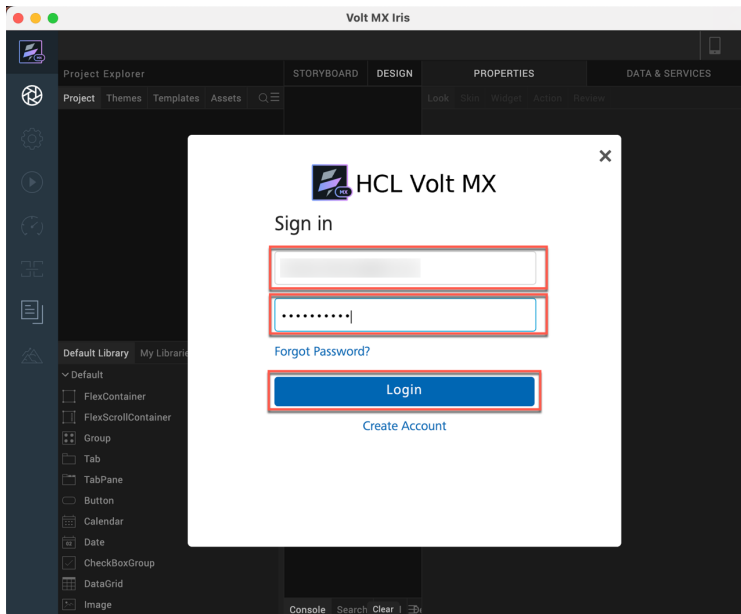 Volt MX Iris
Project Explorer
STORYBOARD DESIGN PROPERTIES DATA & SERVICES
Project Themes Templates Assets
Look Skin Widget Action Review
MX HCL Volt MX
Sign in
Forgot Password?
Login
Create Account
Default Library My Librarie
Default
FlexContainer
FlexScrollContainer
Group
Tab
TabPane
Button
Calendar
Date
CheckBoxGroup
DataGrid
Image
Console Search Clear